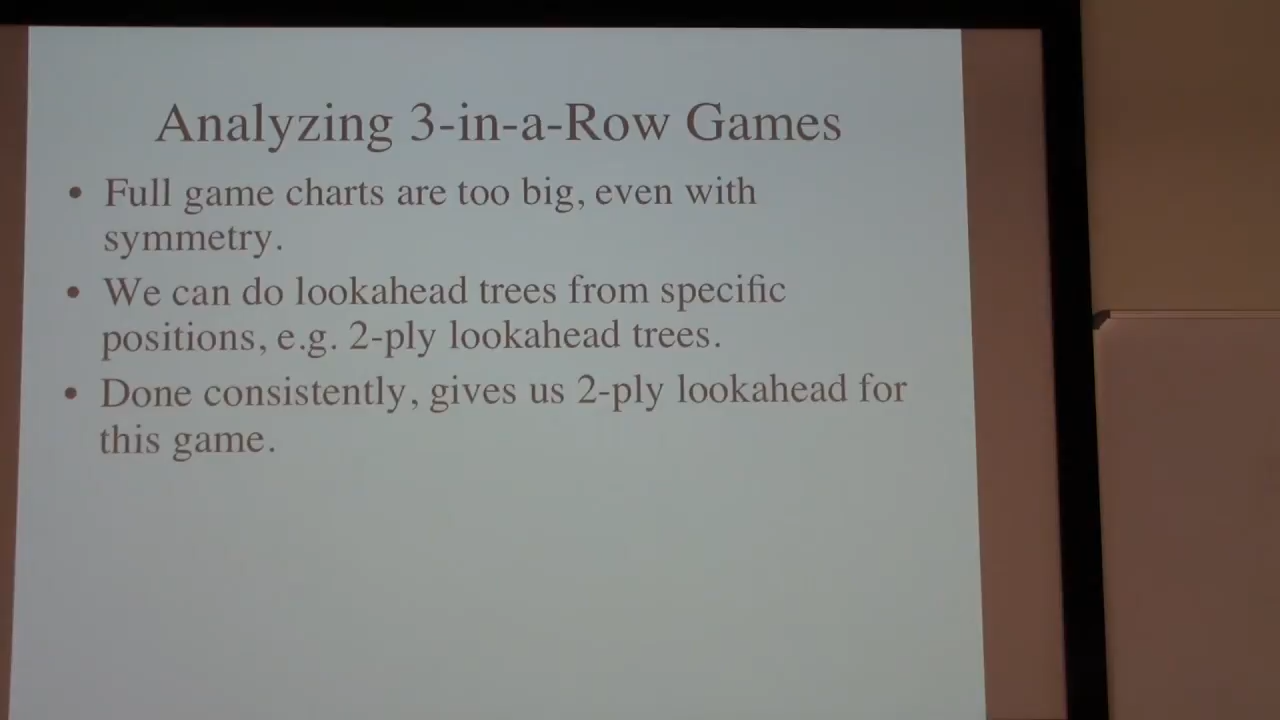 Analyzing 3-in-a-Row Games
• Full game charts are too big, even with
symmetry.
• We can do lookahead trees from specific
positions, e.g. 2-ply lookahead trees.
• Done consistently, gives us 2-ply lookahead for
this game.